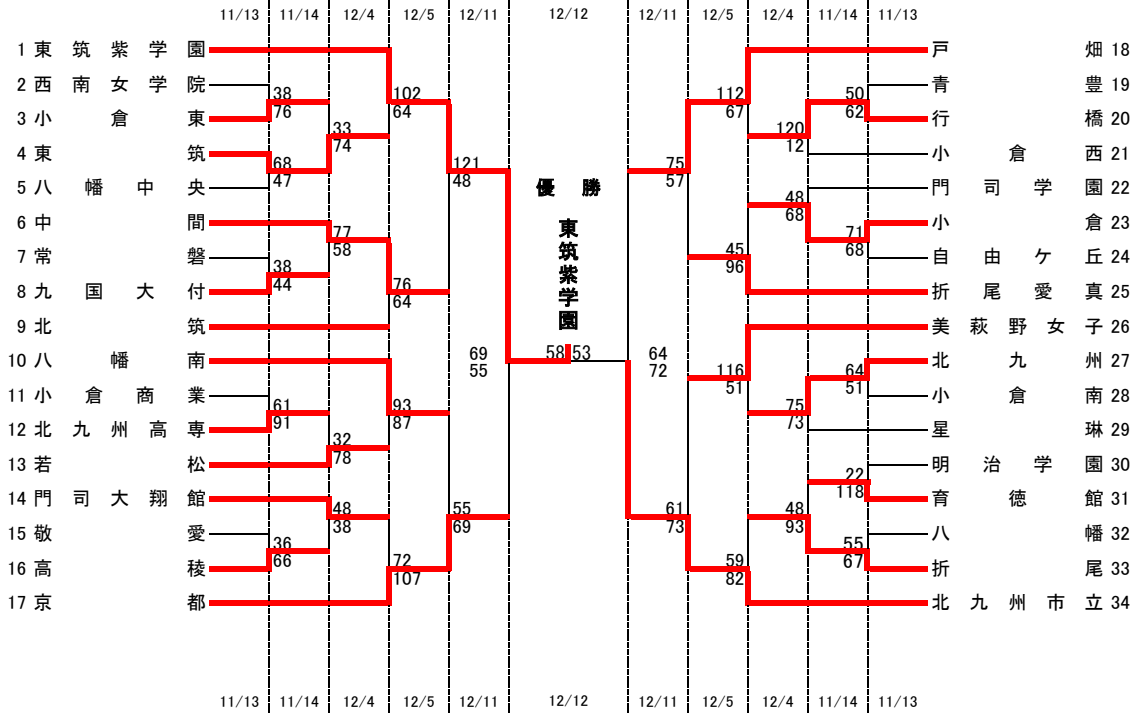 11/13 11/14 12/4 12/5 12/11 12/12 12/11 12/5 12/4 11/14 11/13
1 東筑紫学園
2 西南女学院
3 小倉東
4 東筑
5 八幡中央
6 中間
7 常磐
8 九国大付
9 北筑
10 八幡南
11 小倉商業
12 北九州高専
13 若松
14 門司大翔館
15 敬愛
16 高稜
17 京都
38
76
68
47
38
44
61
91
36
66
33
74
77
58
32
78
48
38
102
64
76
64
93
87
72
107
121
48
55
69
69
55
優勝
東筑紫学園
58 53
64
72
75
57
61
73
112
67
45
96
116
51
59
82
120
12
48
68
75
73
48
93
50
62
71
68
64
51
22
118
55
67
戸畑 18
青豊 19
行橋 20
小倉西 21
門司学園 22
小倉 23
自由ケ丘 24
折尾愛真 25
美萩野女子 26
北九州 27
小倉南 28
星琳 29
明治学園 30
育徳館 31
八幡 32
折尾 33
北九州市立 34
11/13 11/14 12/4 12/5 12/11 12/12 12/11 12/5 12/4 11/14 11/13